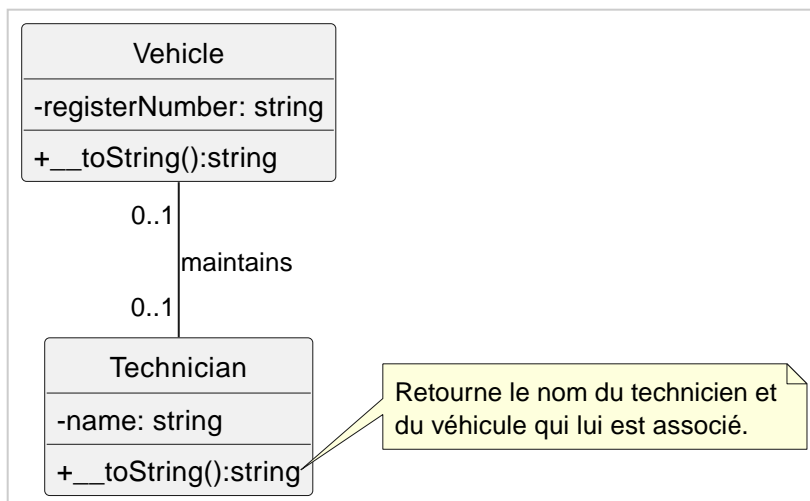 Vehicle
-registerNumber: string
+__toString():string
0..1
maintains
0..1
Technician
-name: string
+__toString():string
Retourne le nom du technicien et
du véhicule qui lui est associé.